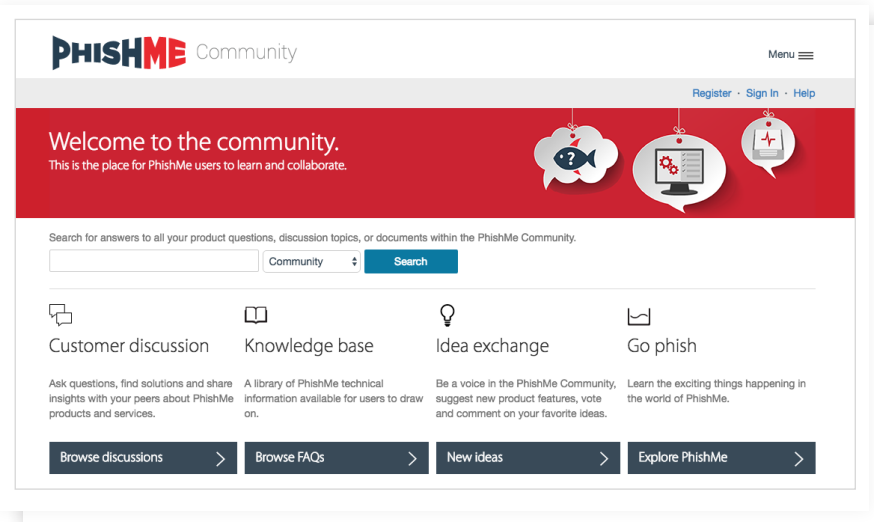 PHISHME Community
Menu
Register · Sign In · Help
Welcome to the community.
This is the place for PhishMe users to learn and collaborate.
?
Search for answers to all your product questions, discussion topics, or documents within the PhishMe Community.
Community
Search
Customer discussion
Ask questions, find solutions and share
insights with your peers about PhishMe
products and services.
Browse discussions
Knowledge base
A library of PhishMe technical
information available for users to draw
on.
Browse FAQs
Idea exchange
Be a voice in the PhishMe Community,
suggest new product features, vote
and comment on your favorite ideas.
New ideas
Go phish
Learn the exciting things happening in
the world of PhishMe.
Explore PhishMe